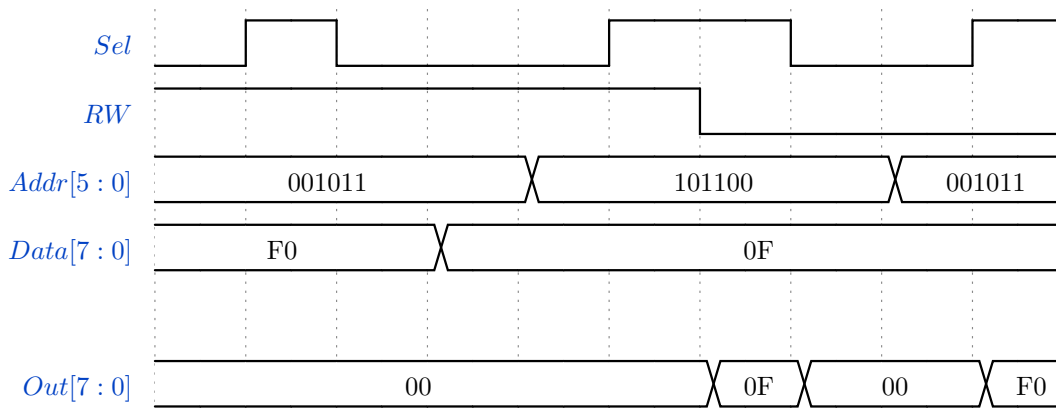 Sel
RW
Addr[5 : 0] 001011 101100 001011
Data[7 : 0] F0 0F
Out[7 : 0] 00 0F 00 F0